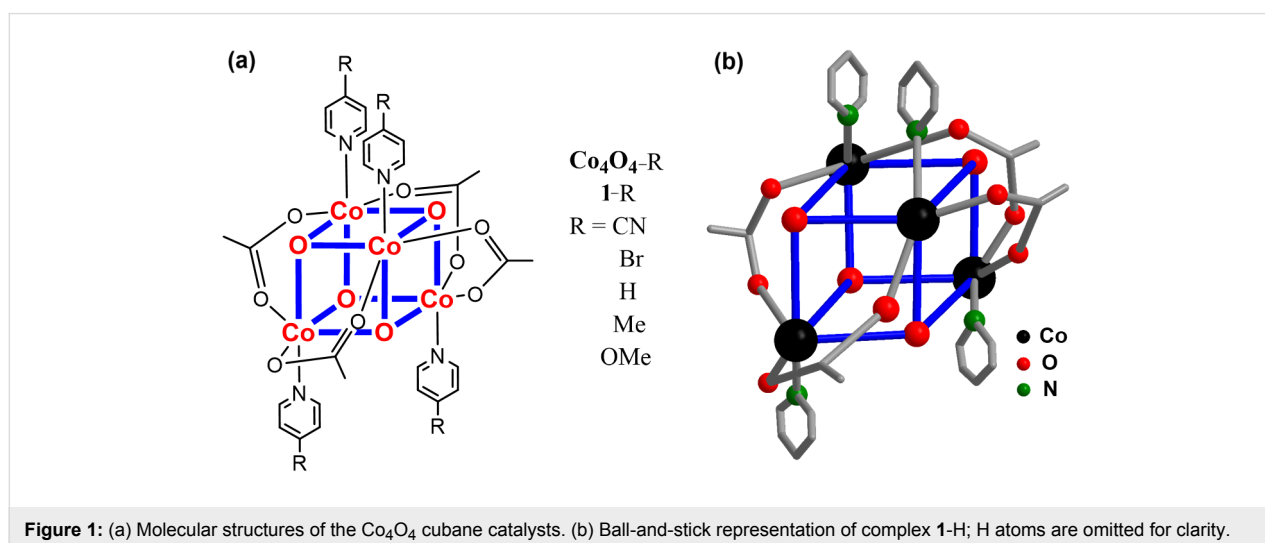 (a)
R
R
N
N
O
O
Co
O
O
Co
O
O
O
O
Co
O
Co
O
O
O
N
N
R
R
Co₄O₄-R
1-R
R = CN
Br
H
Me
OMe
(b)
Co
O
N
Figure 1: (a) Molecular structures of the Co₄O₄ cubane catalysts. (b) Ball-and-stick representation of complex 1-H; H atoms are omitted for clarity.